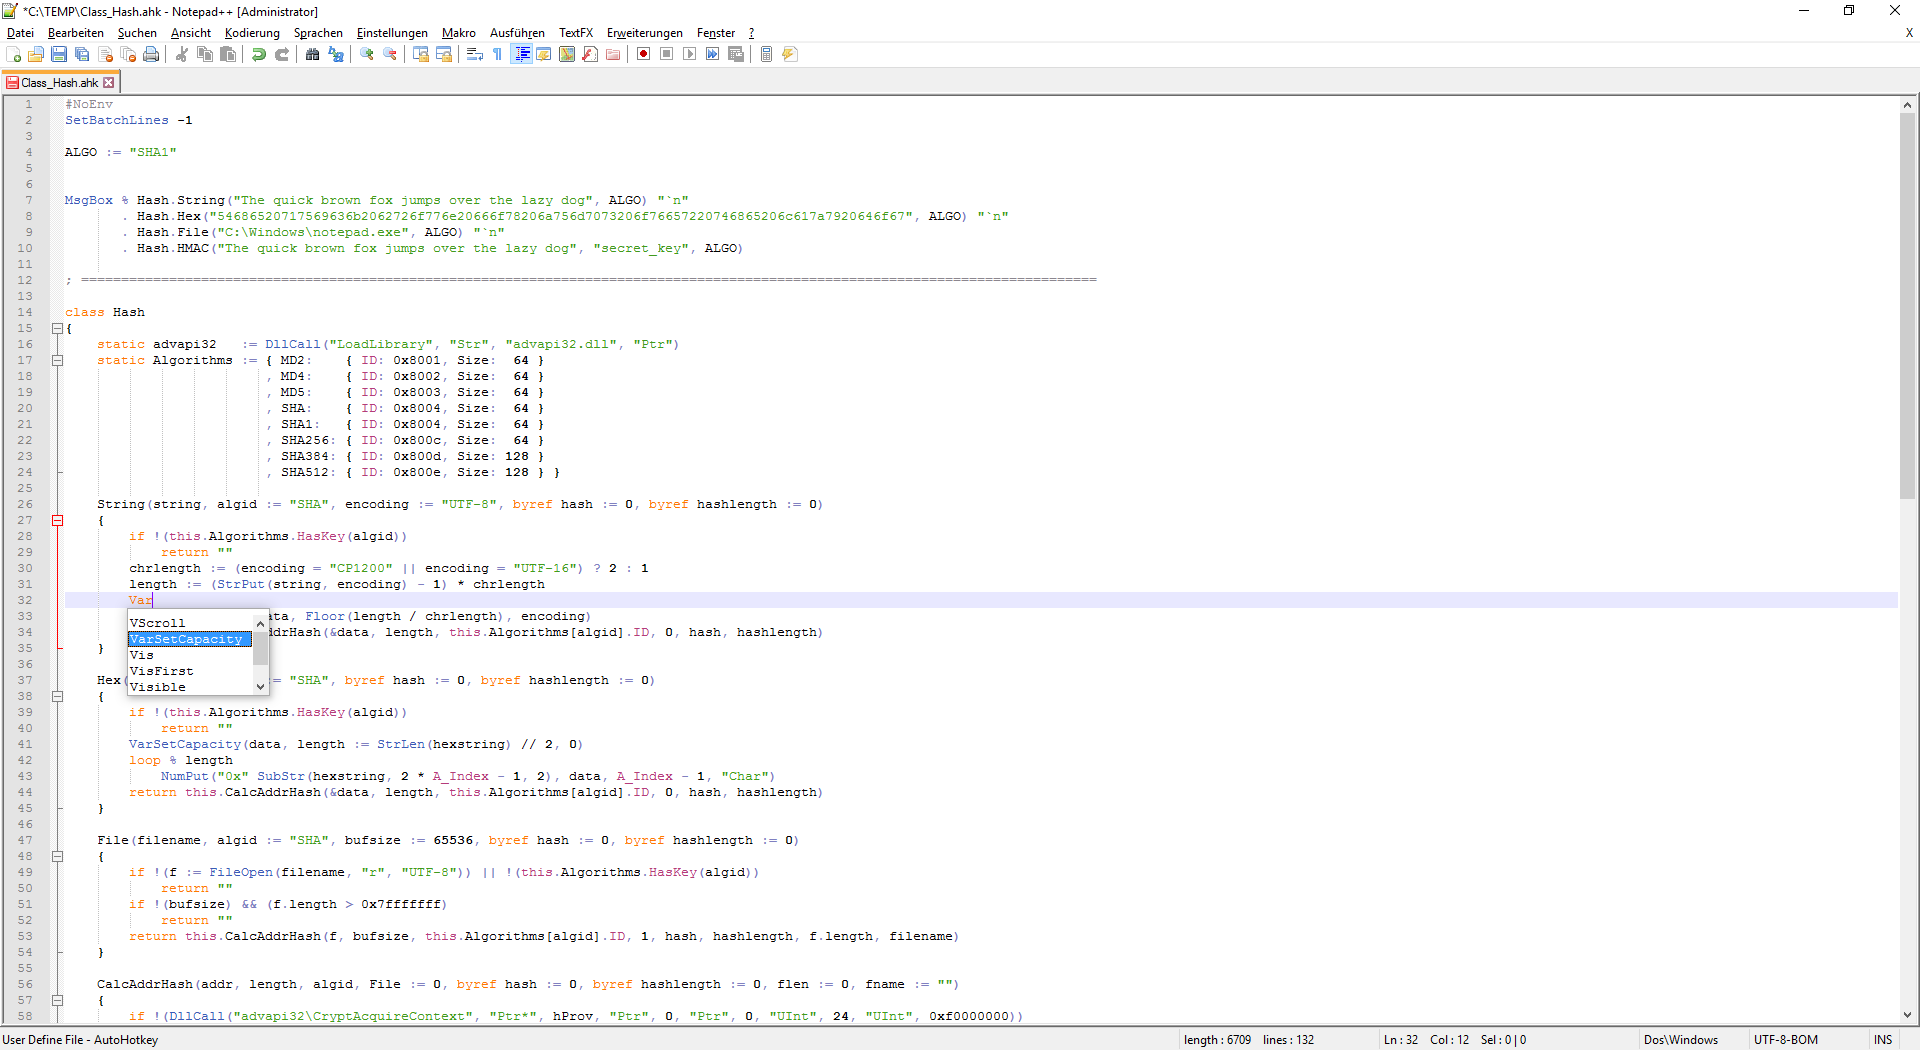 *C:\TEMP\Class_Hash.ahk - Notepad++ [Administrator]
Datei Bearbeiten Suchen Ansicht Kodierung Sprachen Einstellungen Makro Ausführen TextFX Erweiterungen Fenster ? X
Class_Hash.ahk
1 #NoEnv
2 SetBatchLines -1
3
4 ALGO := "SHA1"
5
6
7 MsgBox % Hash.String("The quick brown fox jumps over the lazy dog", ALGO) "`n"
8 . Hash.Hex("54686520717569636b2062726f776e20666f78206a756d7073206f76657220746865206c617a7920646f67", ALGO) "`n"
9 . Hash.File("C:\Windows\notepad.exe", ALGO) "`n"
10 . Hash.HMAC("The quick brown fox jumps over the lazy dog", "secret_key", ALGO)
11
12 ; ===============================================================================================================================
13
14 class Hash
15 {
16 static advapi32 := DllCall("LoadLibrary", "Str", "advapi32.dll", "Ptr")
17 static Algorithms := { MD2: { ID: 0x8001, Size: 64 }
18 , MD4: { ID: 0x8002, Size: 64 }
19 , MD5: { ID: 0x8003, Size: 64 }
20 , SHA: { ID: 0x8004, Size: 64 }
21 , SHA1: { ID: 0x8004, Size: 64 }
22 , SHA256: { ID: 0x800c, Size: 64 }
23 , SHA384: { ID: 0x800d, Size: 128 }
24 , SHA512: { ID: 0x800e, Size: 128 } }
25
26 String(string, algid := "SHA", encoding := "UTF-8", byref hash := 0, byref hashlength := 0)
27 {
28 if !(this.Algorithms.HasKey(algid))
29 return ""
30 chrlength := (encoding = "CP1200" || encoding = "UTF-16") ? 2 : 1
31 length := (StrPut(string, encoding) - 1) * chrlength
32 Var
33 ata, Floor(length / chrlength), encoding)
34 drHash(&data, length, this.Algorithms[algid].ID, 0, hash, hashlength)
35 }
VScroll
VarSetCapacity
Vis
VisFirst
Visible
36
37 Hex( = "SHA", byref hash := 0, byref hashlength := 0)
38 {
39 if !(this.Algorithms.HasKey(algid))
40 return ""
41 VarSetCapacity(data, length := StrLen(hexstring) // 2, 0)
42 loop % length
43 NumPut("0x" SubStr(hexstring, 2 * A_Index - 1, 2), data, A_Index - 1, "Char")
44 return this.CalcAddrHash(&data, length, this.Algorithms[algid].ID, 0, hash, hashlength)
45 }
46
47 File(filename, algid := "SHA", bufsize := 65536, byref hash := 0, byref hashlength := 0)
48 {
49 if !(f := FileOpen(filename, "r", "UTF-8")) || !(this.Algorithms.HasKey(algid))
50 return ""
51 if !(bufsize) && (f.length > 0x7fffffff)
52 return ""
53 return this.CalcAddrHash(f, bufsize, this.Algorithms[algid].ID, 1, hash, hashlength, f.length, filename)
54 }
55
56 CalcAddrHash(addr, length, algid, File := 0, byref hash := 0, byref hashlength := 0, flen := 0, fname := "")
57 {
58 if !(DllCall("advapi32\CryptAcquireContext", "Ptr*", hProv, "Ptr", 0, "Ptr", 0, "UInt", 24, "UInt", 0xf0000000))
User Define File - AutoHotkey length : 6709 lines : 132 Ln : 32 Col : 12 Sel : 0 | 0 Dos\Windows UTF-8-BOM INS